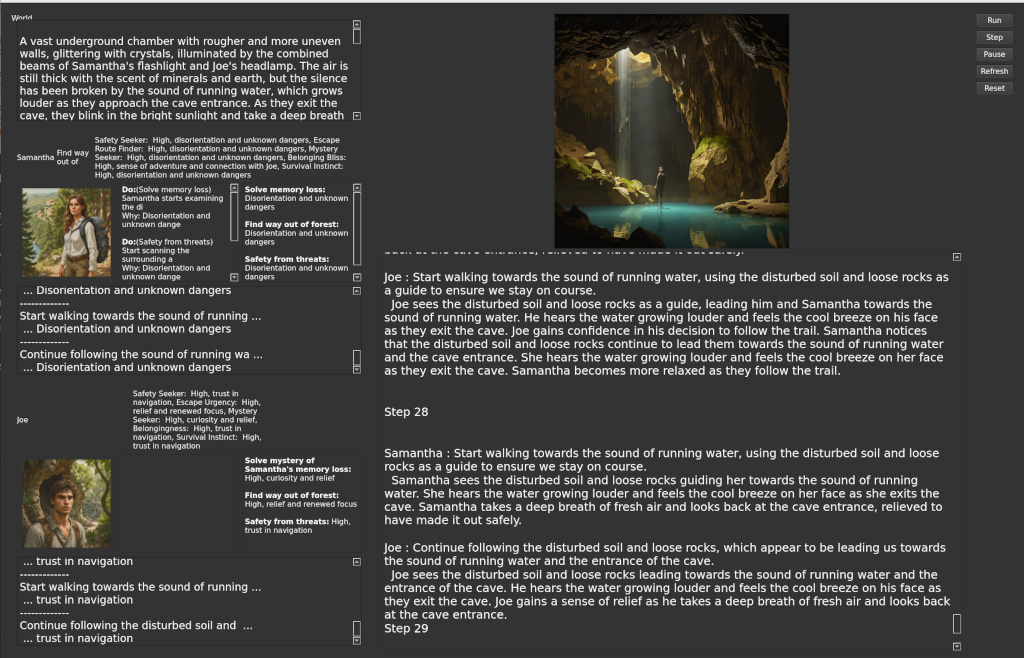 World
A vast underground chamber with rougher and more uneven
walls, glittering with crystals, illuminated by the combined
beams of Samantha's flashlight and Joe's headlamp. The air is
still thick with the scent of minerals and earth, but the silence
has been broken by the sound of running water, which grows
louder as they approach the cave entrance. As they exit the
cave, they blink in the bright sunlight and take a deep breath
Samantha
Find way
out of
Safety Seeker:  High, disorientation and unknown dangers, Escape
Route Finder:  High, disorientation and unknown dangers, Mystery
Seeker:  High, disorientation and unknown dangers, Belonging Bliss:
High, sense of adventure and connection with Joe, Survival Instinct:
High, disorientation and unknown dangers
Do:(Solve memory loss)
Samantha starts examining
the di
Why: Disorientation and
unknown dange
Do:(Safety from threats)
Start scanning the
surrounding a
Why: Disorientation and
unknown dange
Solve memory loss:
Disorientation and unknown
dangers
Find way out of forest:
Disorientation and unknown
dangers
Safety from threats:
Disorientation and unknown
dangers
... Disorientation and unknown dangers
-------------
Start walking towards the sound of running ...
... Disorientation and unknown dangers
-------------
Continue following the sound of running wa ...
... Disorientation and unknown dangers
Joe
Safety Seeker:  High, trust in
navigation, Escape Urgency:  High,
relief and renewed focus, Mystery
Seeker:  High, curiosity and relief,
Belongingness:  High, trust in
navigation, Survival Instinct:  High,
trust in navigation
Solve mystery of
Samantha's memory loss:
High, curiosity and relief
Find way out of forest:
High, relief and renewed focus
Safety from threats: High,
trust in navigation
... trust in navigation
-------------
Start walking towards the sound of running ...
... trust in navigation
-------------
Continue following the disturbed soil and  ...
... trust in navigation
Run
Step
Pause
Refresh
Reset
back at the cave entrance, relieved to have made it out safely.
Joe : Start walking towards the sound of running water, using the disturbed soil and loose rocks as
a guide to ensure we stay on course.
Joe sees the disturbed soil and loose rocks as a guide, leading him and Samantha towards the
sound of running water. He hears the water growing louder and feels the cool breeze on his face
as they exit the cave. Joe gains confidence in his decision to follow the trail. Samantha notices
that the disturbed soil and loose rocks continue to lead them towards the sound of running water
and the cave entrance. She hears the water growing louder and feels the cool breeze on her face
as they exit the cave. Samantha becomes more relaxed as they follow the trail.
Step 28
Samantha : Start walking towards the sound of running water, using the disturbed soil and loose
rocks as a guide to ensure we stay on course.
Samantha sees the disturbed soil and loose rocks guiding her towards the sound of running
water. She hears the water growing louder and feels the cool breeze on her face as she exits the
cave. Samantha takes a deep breath of fresh air and looks back at the cave entrance, relieved to
have made it out safely.
Joe : Continue following the disturbed soil and loose rocks, which appear to be leading us towards
the sound of running water and the entrance of the cave.
Joe sees the disturbed soil and loose rocks leading towards the sound of running water and the
entrance of the cave. He hears the water growing louder and feels the cool breeze on his face as
they exit the cave. Joe gains a sense of relief as he takes a deep breath of fresh air and looks back
at the cave entrance.
Step 29